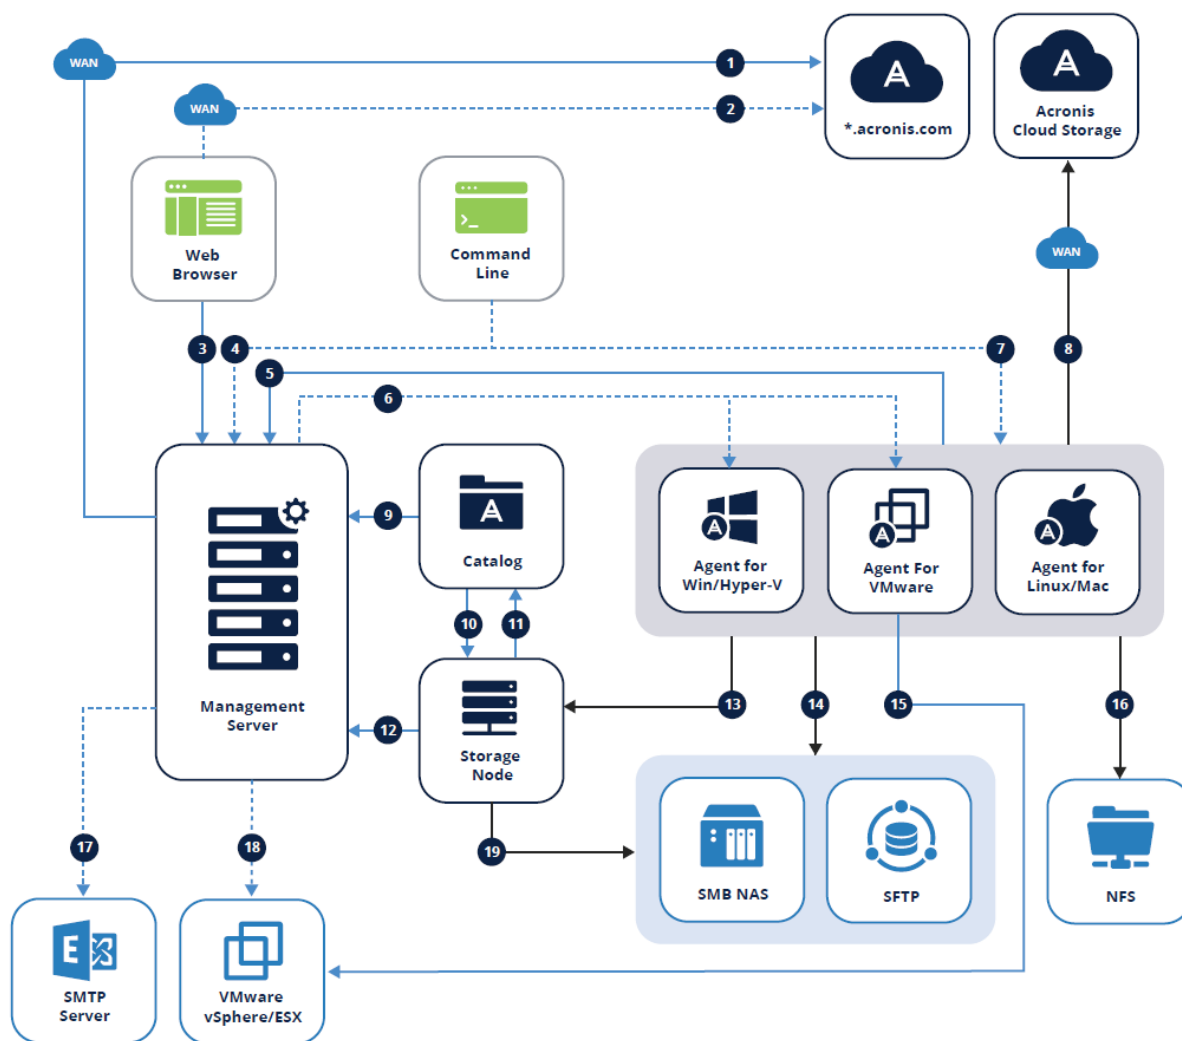 WAN
1
*.acronis.com
Acronis
Cloud Storage
WAN
2
Web
Browser
Command
Line
WAN
3
4
5
6
7
8
Management
Server
9
Catalog
10
11
12
Storage
Node
Agent for
Win/Hyper-V
Agent For
VMware
Agent for
Linux/Mac
13
14
15
16
17
18
19
SMB NAS
SFTP
NFS
E
SMTP
Server
VMware
vSphere/ESX